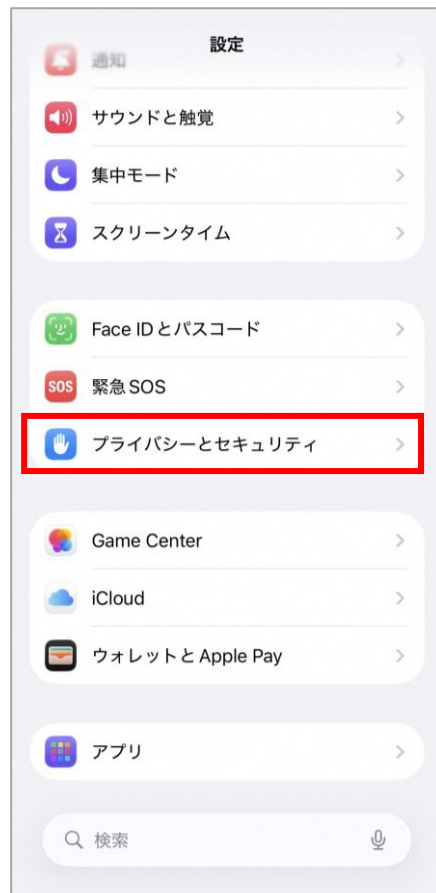 設定
通知
サウンドと触覚
集中モード
スクリーンタイム
Face IDとパスコード
SOS 緊急SOS
プライバシーとセキュリティ
Game Center
iCloud
ウォレットとApple Pay
アプリ
検索